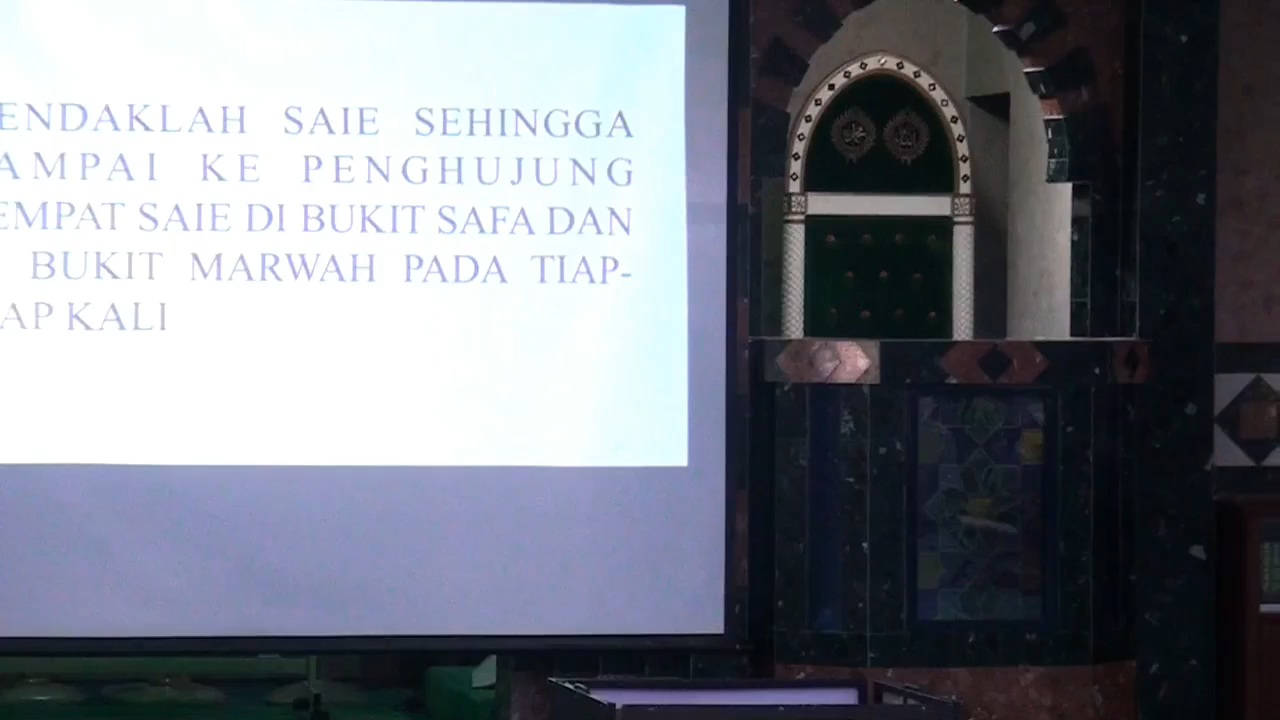 ENDAKLAH SAIE SEHINGGA
AMPAI KE PENGHUJUNG
EMPAT SAIE DI BUKIT SAFA DAN
BUKIT MARWAH PADA TIAP-
AP KALI